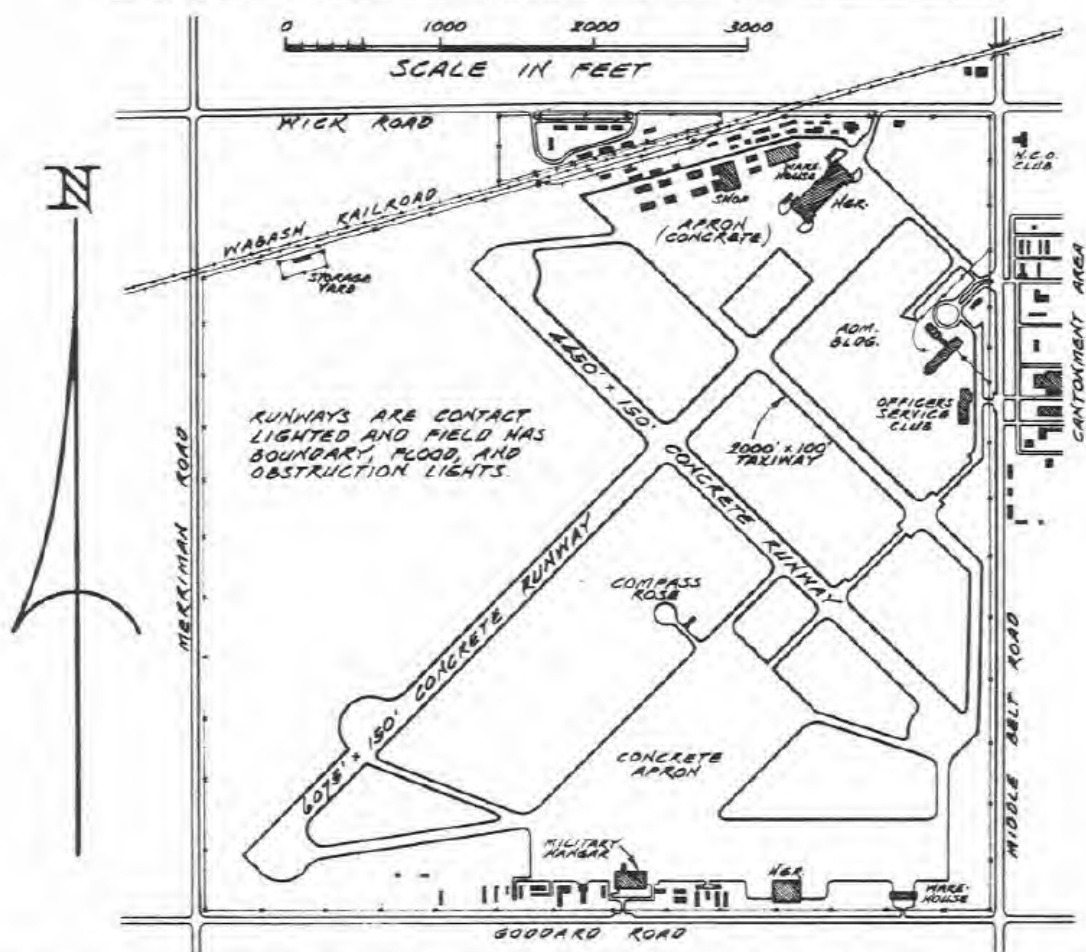 0 1000 2000 3000
SCALE IN FEET
WICK ROAD
N
N.C.O.
CLUB
WARE-
HOUSE
SHOP
HGR.
WABASH RAILROAD
APRON
(CONCRETE)
STORAGE
YARD
CANTONMENT AREA
ADM.
BLDG.
4650' x 150' CONCRETE RUNWAY
OFFICERS
SERVICE
CLUB
RUNWAYS ARE CONTACT
LIGHTED AND FIELD HAS
BOUNDARY, FLOOD, AND
OBSTRUCTION LIGHTS.
2000' x 100'
TAXIWAY
MERRIMAN ROAD
COMPASS
ROSE
6075' x 150' CONCRETE RUNWAY
MIDDLE BELT ROAD
CONCRETE
APRON
MILITARY
HANGAR
HGR.
WARE-
HOUSE
GODDARD ROAD